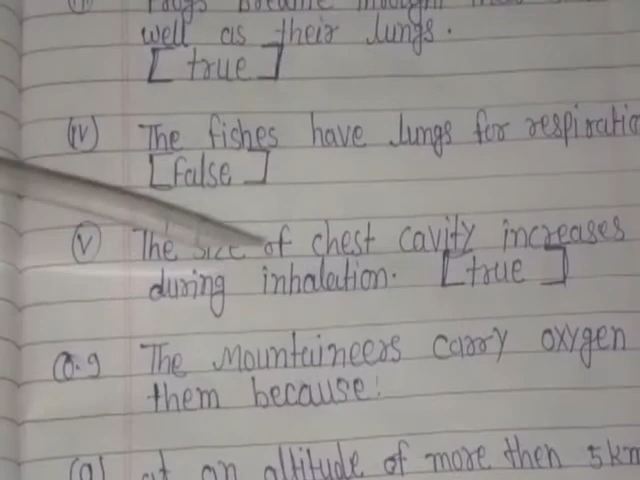 well as their lungs.
[true]
(iv) The fishes have lungs for respiratio
[False]
(v) The size of chest cavity increases
during inhalation. [true]
Q.9 The Mountaineers carry oxygen
them because:
(a) at an altitude of more then 5km